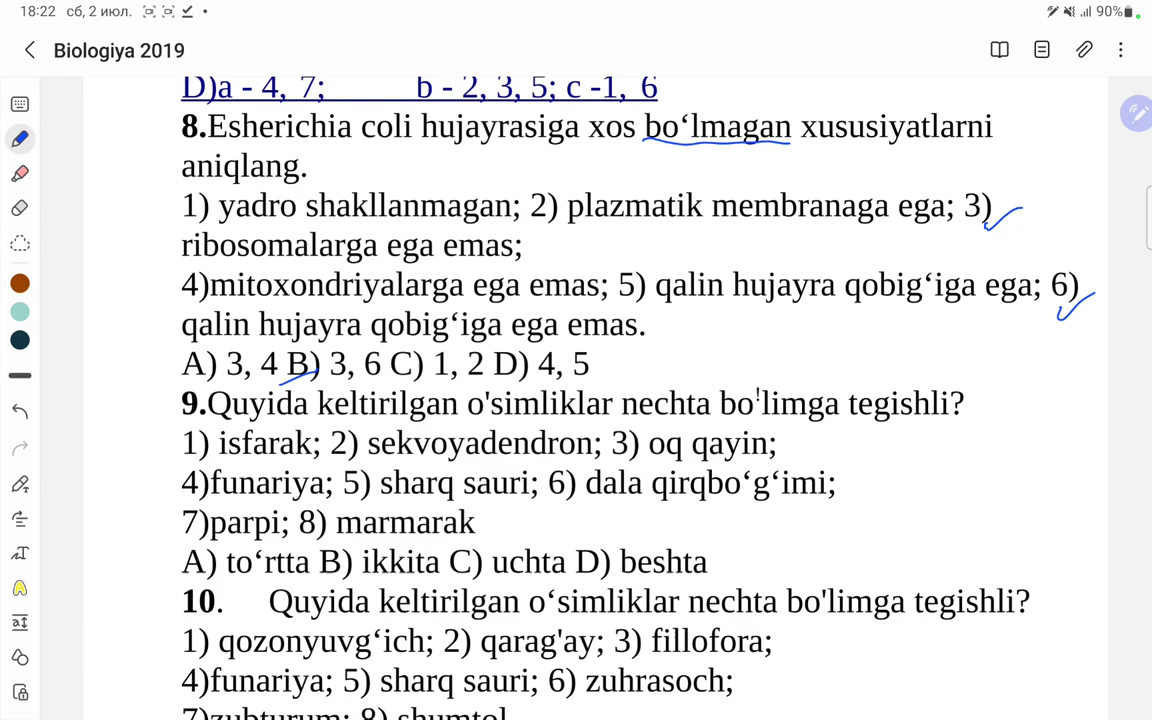 18:22 сб, 2 июл. 90%
Biologiya 2019
D)a - 4, 7; b - 2, 3, 5; c -1, 6
8.Esherichia coli hujayrasiga xos bo‘lmagan xususiyatlarni
aniqlang.
1) yadro shakllanmagan; 2) plazmatik membranaga ega; 3)
ribosomalarga ega emas;
4)mitoxondriyalarga ega emas; 5) qalin hujayra qobig‘iga ega; 6)
qalin hujayra qobig‘iga ega emas.
A) 3, 4 B) 3, 6 C) 1, 2 D) 4, 5
9.Quyida keltirilgan o'simliklar nechta bo'limga tegishli?
1) isfarak; 2) sekvoyadendron; 3) oq qayin;
4)funariya; 5) sharq sauri; 6) dala qirqbo‘g‘imi;
7)parpi; 8) marmarak
A) to‘rtta B) ikkita C) uchta D) beshta
10. Quyida keltirilgan o‘simliklar nechta bo'limga tegishli?
1) qozonyuvg‘ich; 2) qarag'ay; 3) fillofora;
4)funariya; 5) sharq sauri; 6) zuhrasoch;
7)zubturum; 8) shumtol